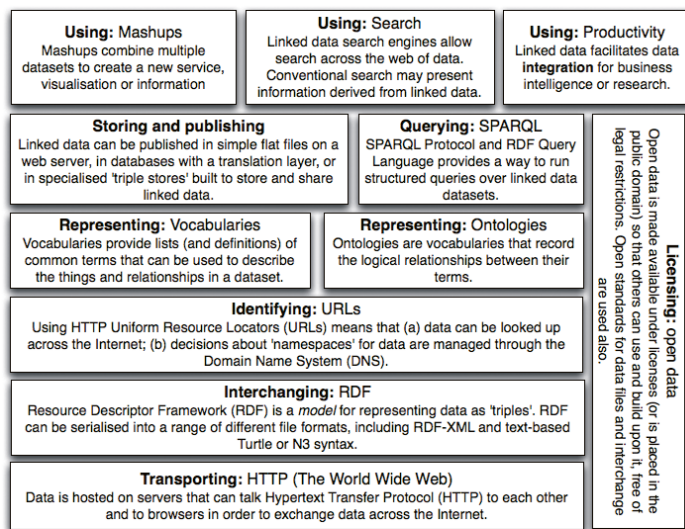 Using: Mashups
Mashups combine multiple
datasets to create a new service,
visualisation or information
Using: Search
Linked data search engines allow
search across the web of data.
Conventional search may present
information derived from linked data.
Using: Productivity
Linked data facilitates data
integration for business
intelligence or research.
Storing and publishing
Linked data can be published in simple flat files on a
web server, in databases with a translation layer, or
in specialised 'triple stores' built to store and share
linked data.
Querying: SPARQL
SPARQL Protocol and RDF Query
Language provides a way to run
structured queries over linked data
datasets.
Representing: Vocabularies
Vocabularies provide lists (and definitions) of
common terms that can be used to describe
the things and relationships in a dataset.
Representing: Ontologies
Ontologies are vocabularies that record
the logical relationships between their
terms.
Identifying: URLs
Using HTTP Uniform Resource Locators (URLs) means that (a) data can be looked up
across the Internet; (b) decisions about 'namespaces' for data are managed through the
Domain Name System (DNS).
Interchanging: RDF
Resource Descriptor Framework (RDF) is a model for representing data as 'triples'. RDF
can be serialised into a range of different file formats, including RDF-XML and text-based
Turtle or N3 syntax.
Transporting: HTTP (The World Wide Web)
Data is hosted on servers that can talk Hypertext Transfer Protocol (HTTP) to each other
and to browsers in order to exchange data across the Internet.
Licensing: open data
Open data is made available under licenses (or is placed in the
public domain) so that others can use and build upon it, free of
legal restrictions. Open standards for data files and interchange
are used also.